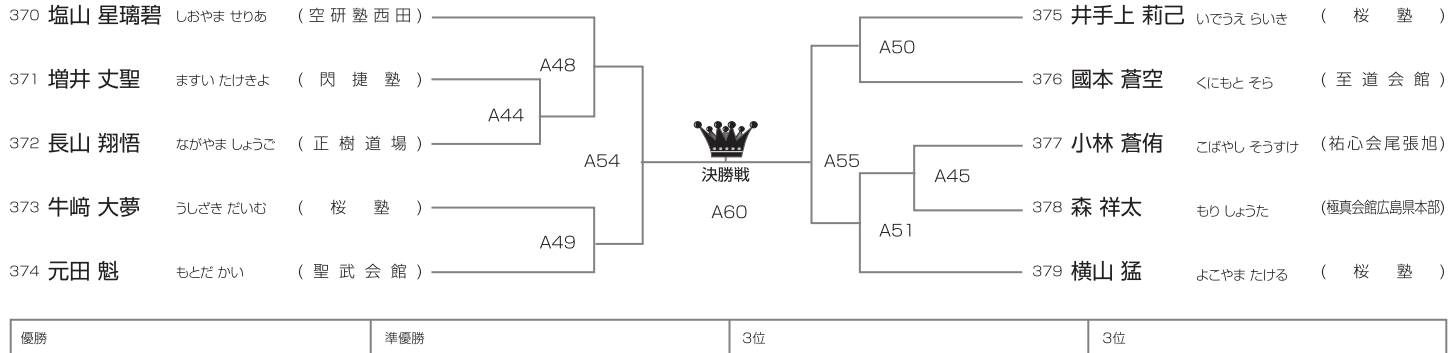 370 塩山 星璃碧 しおやま せりあ (空研塾西田)
371 増井 丈聖 ますい たけきよ (閃捷塾)
372 長山 翔悟 ながやま しょうご (正樹道場)
373 牛﨑 大夢 うしざき だいむ (桜塾)
374 元田 魁 もとだ かい (聖武会館)
A48
A44
A54
A49
決勝戦
A60
A50
A55
A45
A51
375 井手上 莉己 いでうえ らいき (桜塾)
376 國本 蒼空 くにもと そら (至道会館)
377 小林 蒼侑 こばやし そうすけ (祐心会尾張旭)
378 森 祥太 もり しょうた (極真会館広島県本部)
379 横山 猛 よこやま たける (桜塾)
優勝
準優勝
3位
3位